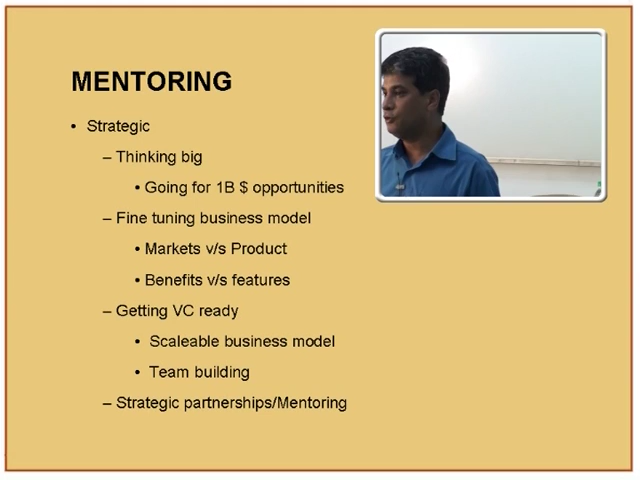 MENTORING
• Strategic
– Thinking big
• Going for 1B $ opportunities
– Fine tuning business model
• Markets v/s Product
• Benefits v/s features
– Getting VC ready
• Scaleable business model
• Team building
– Strategic partnerships/Mentoring